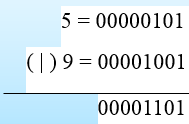 5 = 00000101
( | ) 9 = 00001001
00001101